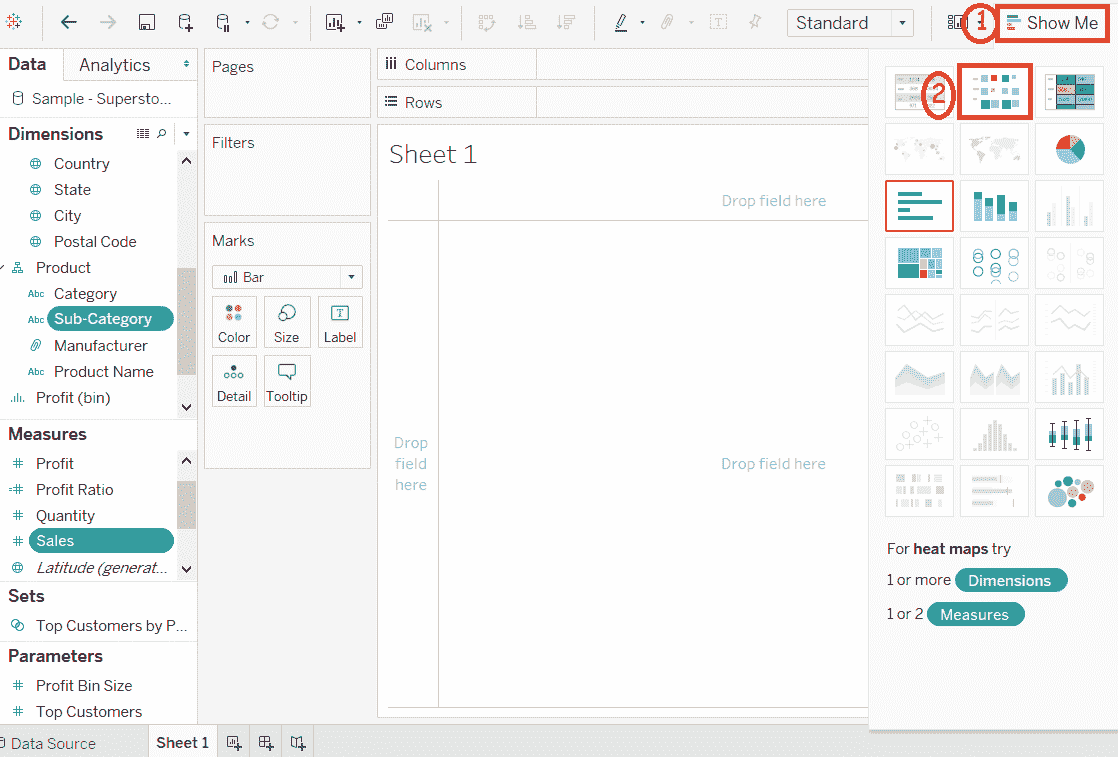 Standard
1
Show Me
Data
Analytics
Sample - Supersto...
Dimensions
Country
State
City
Postal Code
Product
Abc Category
Abc Sub-Category
Manufacturer
Abc Product Name
Profit (bin)
Measures
# Profit
=# Profit Ratio
# Quantity
# Sales
Latitude (generat...
Sets
Top Customers by P...
Parameters
# Profit Bin Size
# Top Customers
Pages
Filters
Marks
Bar
Color
Size
T
Label
Detail
Tooltip
Columns
Rows
Sheet 1
Drop field here
Drop
field
here
Drop field here
2
For heat maps try
1 or more Dimensions
1 or 2 Measures
Data Source
Sheet 1